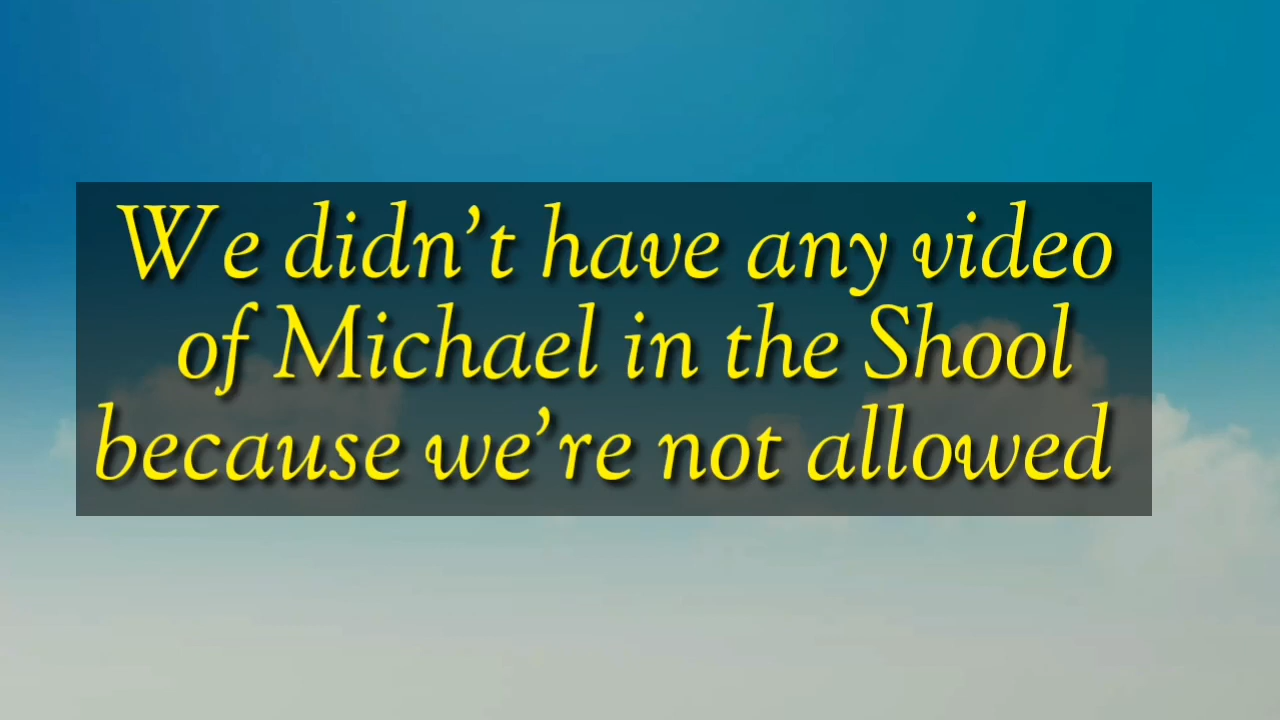 We didn't have any video
of Michael in the Shool
because we're not allowed